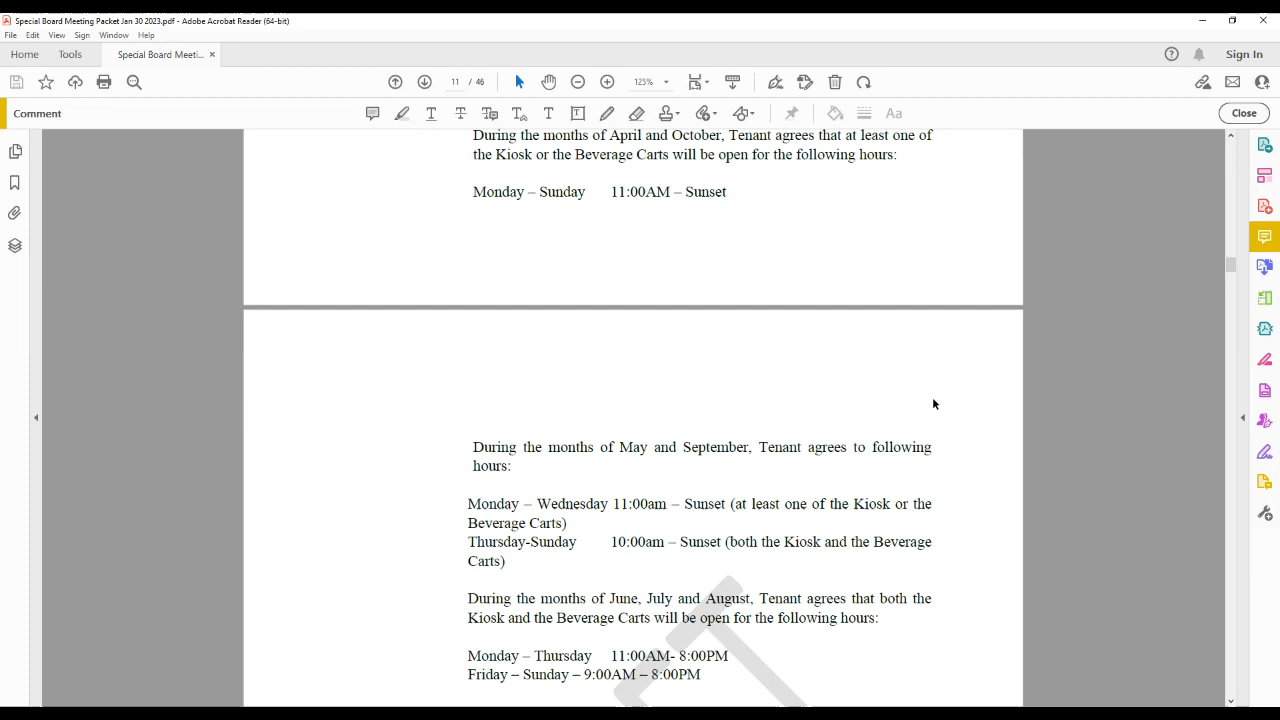 Special Board Meeting Packet Jan 30 2023.pdf - Adobe Acrobat Reader (64-bit)
File Edit View Sign Window Help
Home Tools Special Board Meeti... × Sign In
11 / 46 125%
Comment Close
During the months of April and October, Tenant agrees that at least one of
the Kiosk or the Beverage Carts will be open for the following hours:
Monday – Sunday 11:00AM – Sunset
During the months of May and September, Tenant agrees to following
hours:
Monday – Wednesday 11:00am – Sunset (at least one of the Kiosk or the
Beverage Carts)
Thursday-Sunday 10:00am – Sunset (both the Kiosk and the Beverage
Carts)
During the months of June, July and August, Tenant agrees that both the
Kiosk and the Beverage Carts will be open for the following hours:
Monday – Thursday 11:00AM- 8:00PM
Friday – Sunday – 9:00AM – 8:00PM